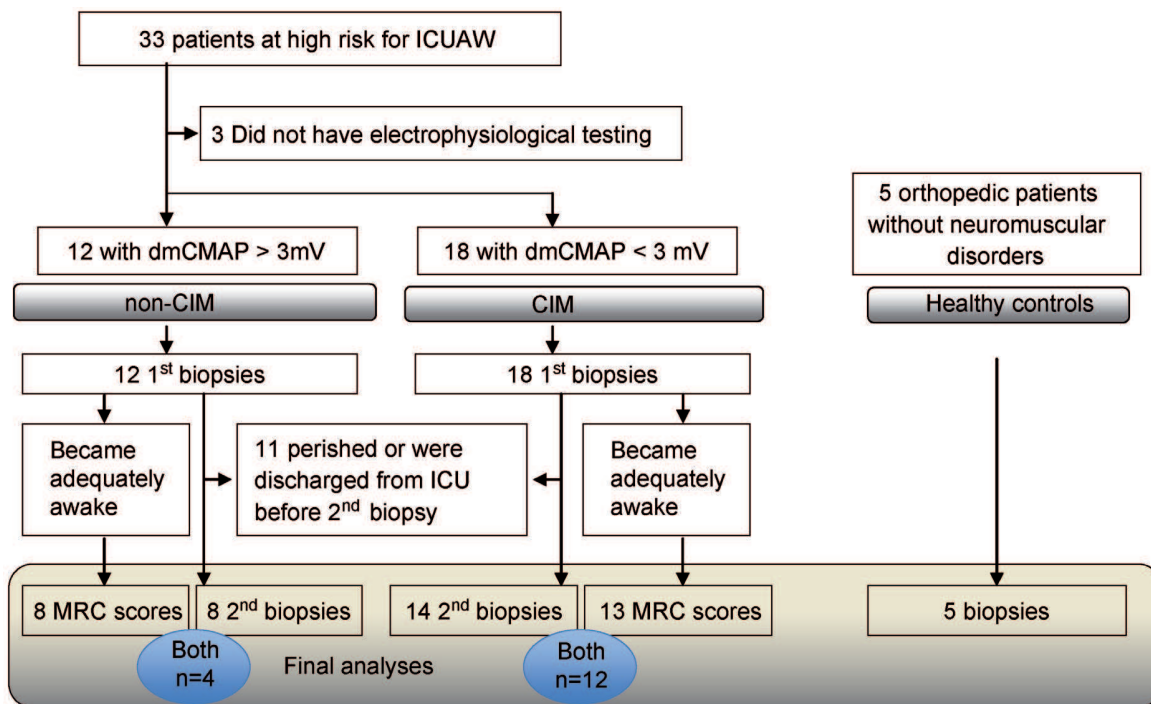 33 patients at high risk for ICUAW
3 Did not have electrophysiological testing
5 orthopedic patients
without neuromuscular
disorders
12 with dmCMAP > 3mV
18 with dmCMAP < 3 mV
non-CIM
CIM
Healthy controls
12 1st biopsies
18 1st biopsies
Became
adequately
awake
11 perished or were
discharged from ICU
before 2nd biopsy
Became
adequately
awake
8 MRC scores
8 2nd biopsies
14 2nd biopsies
13 MRC scores
5 biopsies
Both
n=4
Final analyses
Both
n=12